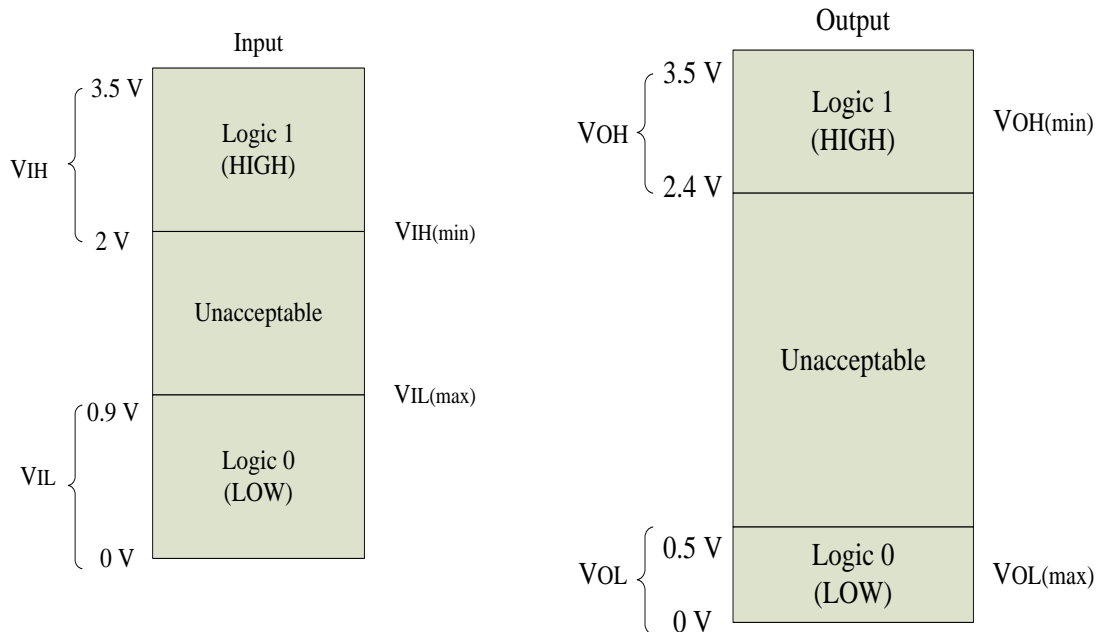 Input
3.5 V
Logic 1
(HIGH)
VIH
2 V
VIH(min)
Unacceptable
VIL(max)
0.9 V
Logic 0
(LOW)
VIL
0 V
Output
3.5 V
Logic 1
(HIGH)
VOH
VOH(min)
2.4 V
Unacceptable
0.5 V
Logic 0
(LOW)
VOL
VOL(max)
0 V